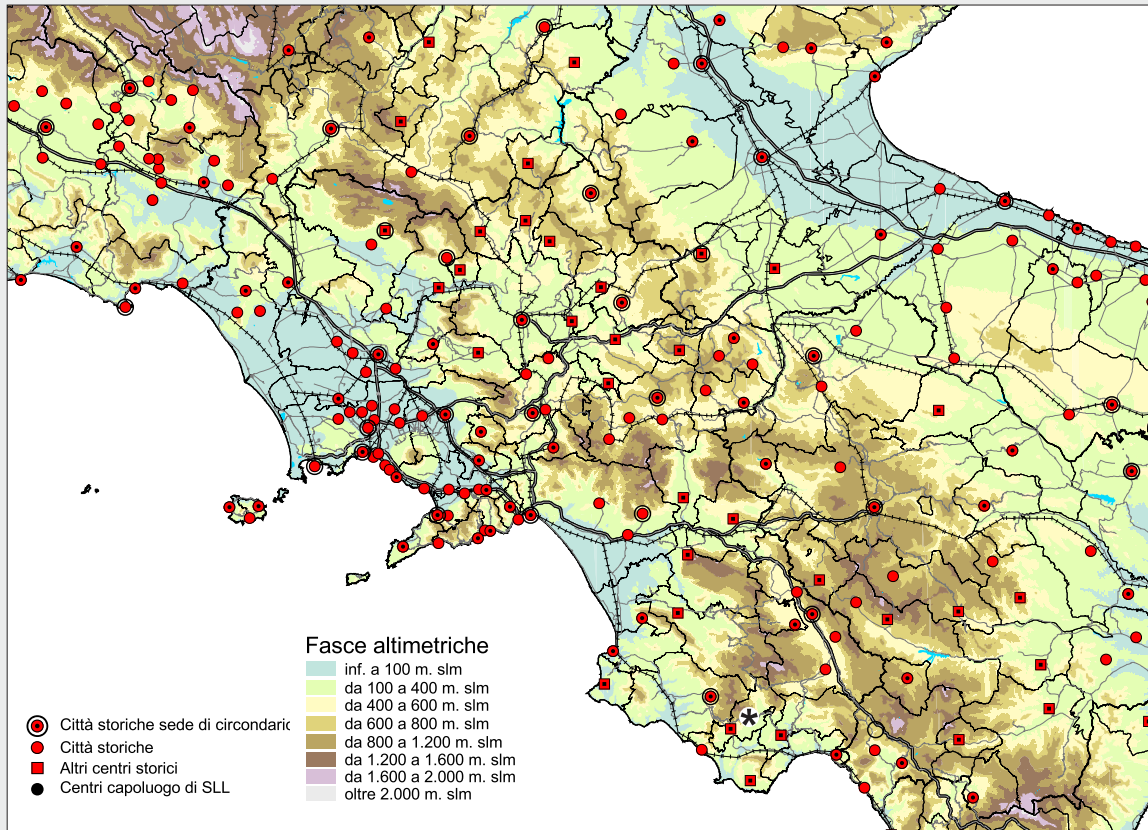 *
Fasce altimetriche
inf. a 100 m. slm
da 100 a 400 m. slm
da 400 a 600 m. slm
da 600 a 800 m. slm
da 800 a 1.200 m. slm
da 1.200 a 1.600 m. slm
da 1.600 a 2.000 m. slm
oltre 2.000 m. slm
Città storiche sede di circondaric
Città storiche
Altri centri storici
Centri capoluogo di SLL